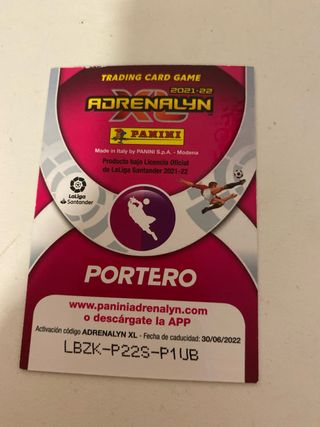 TRADING CARD GAME
2021-22
ADRENALYN
XL
PANINI
Made in Italy by PANINI S.p.A. - Modena
Producto bajo Licencia Oficial
de LaLiga Santander 2021-22
LaLiga
Santander
PORTERO
www.paniniadrenalyn.com
o descárgate la APP
Activación código ADRENALYN XL - Fecha de caducidad: 30/06/2022
LBZK-P22S-P1UB